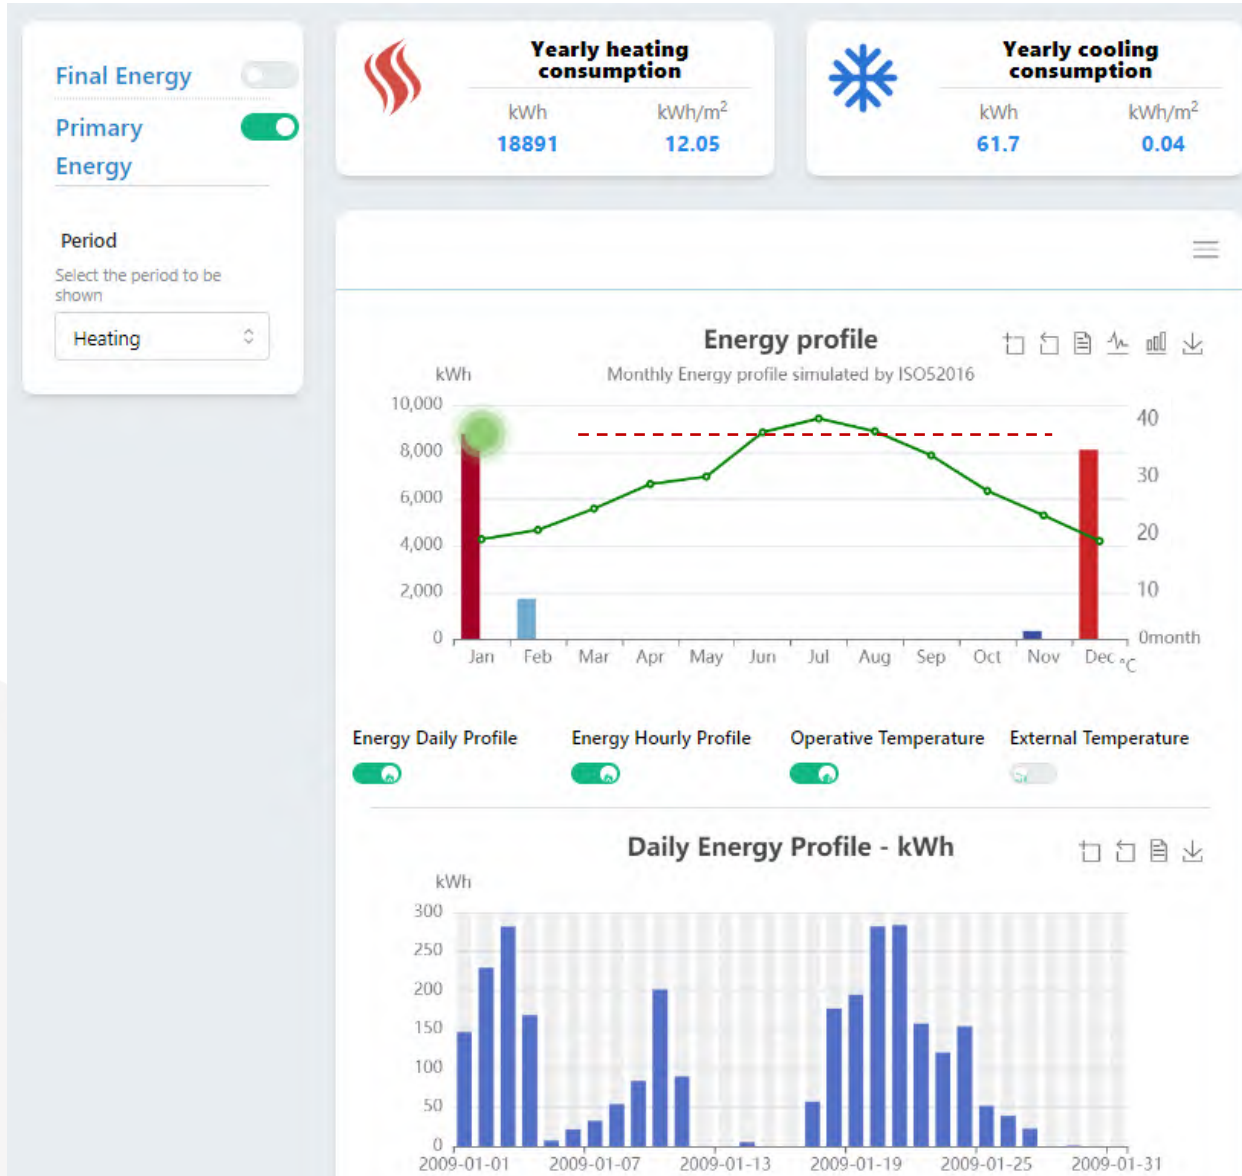 Final Energy
Primary
Energy
Period
Select the period to be
shown
Heating
Yearly heating
consumption
kWh kWh/m²
18891 12.05
Yearly cooling
consumption
kWh kWh/m²
61.7 0.04
Energy profile
Monthly Energy profile simulated by ISO52016
kWh
10,000
8,000
6,000
4,000
2,000
0
40
30
20
10
0month
Jan Feb Mar Apr May Jun Jul Aug Sep Oct Nov Dec °C
Energy Daily Profile Energy Hourly Profile Operative Temperature External Temperature
Daily Energy Profile - kWh
kWh
300
250
200
150
100
50
0
2009-01-01 2009-01-07 2009-01-13 2009-01-19 2009-01-25 2009-01-31